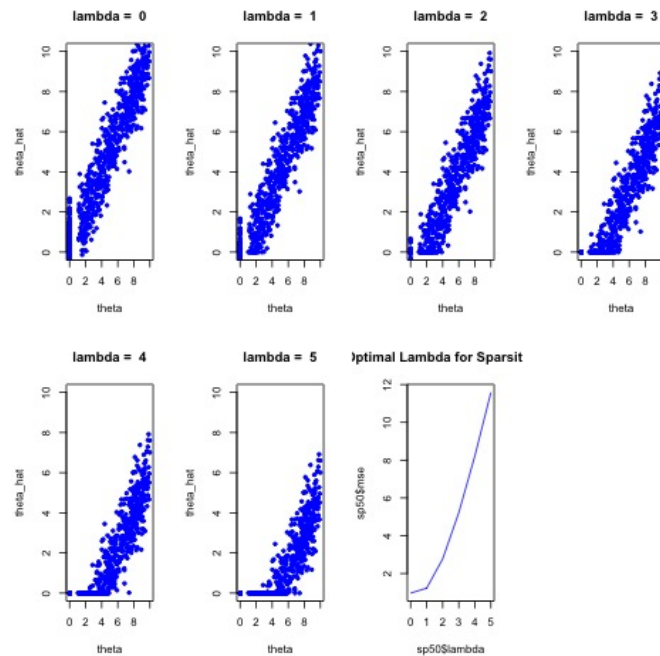 lambda = 0
lambda = 1
lambda = 2
lambda = 3
theta_hat
theta_hat
theta_hat
theta_hat
0 2 4 6 8 10
0 2 4 6 8 10
0 2 4 6 8 10
0 2 4 6 8 10
0 2 4 6 8
0 2 4 6 8
0 2 4 6 8
0 2 4 6 8
theta
theta
theta
theta
lambda = 4
lambda = 5
Optimal Lambda for Sparsit
theta_hat
theta_hat
sp50$mse
0 2 4 6 8 10
0 2 4 6 8 10
2 4 6 8 10 12
0 2 4 6 8
0 2 4 6 8
0 1 2 3 4 5
theta
theta
sp50$lambda